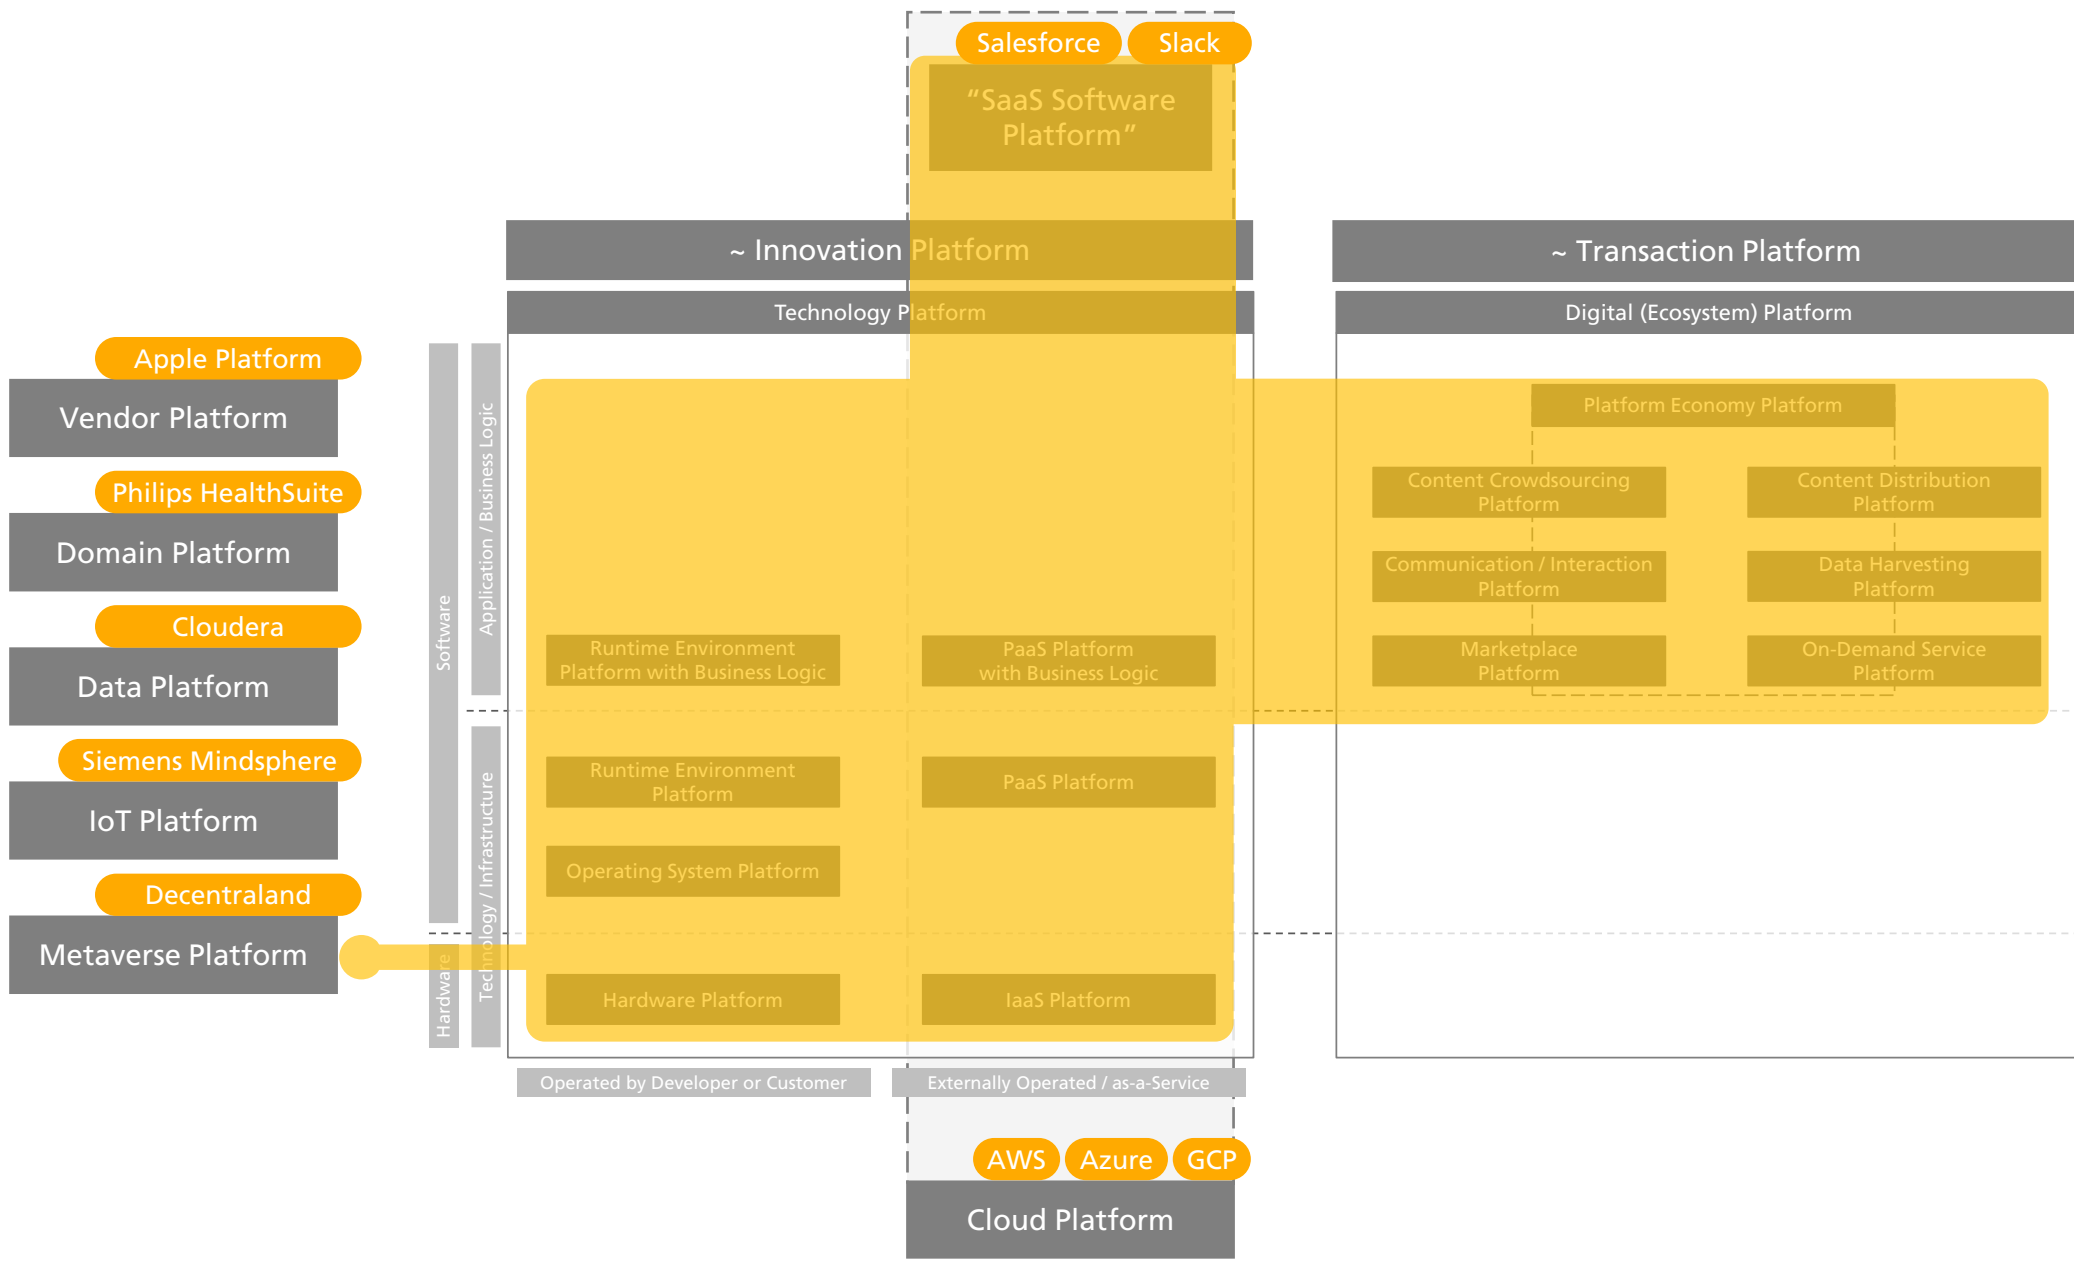 Salesforce
Slack
“SaaS Software
Platform”
~ Innovation Platform
~ Transaction Platform
Technology Platform
Digital (Ecosystem) Platform
Apple Platform
Vendor Platform
Philips HealthSuite
Domain Platform
Cloudera
Data Platform
Siemens Mindsphere
IoT Platform
Decentraland
Metaverse Platform
Software
Hardware
Application / Business Logic
Technology / Infrastructure
Platform Economy Platform
Content Crowdsourcing
Platform
Content Distribution
Platform
Communication / Interaction
Platform
Data Harvesting
Platform
Runtime Environment
Platform with Business Logic
PaaS Platform
with Business Logic
Marketplace
Platform
On-Demand Service
Platform
Runtime Environment
Platform
PaaS Platform
Operating System Platform
Hardware Platform
IaaS Platform
Operated by Developer or Customer
Externally Operated / as-a-Service
AWS
Azure
GCP
Cloud Platform